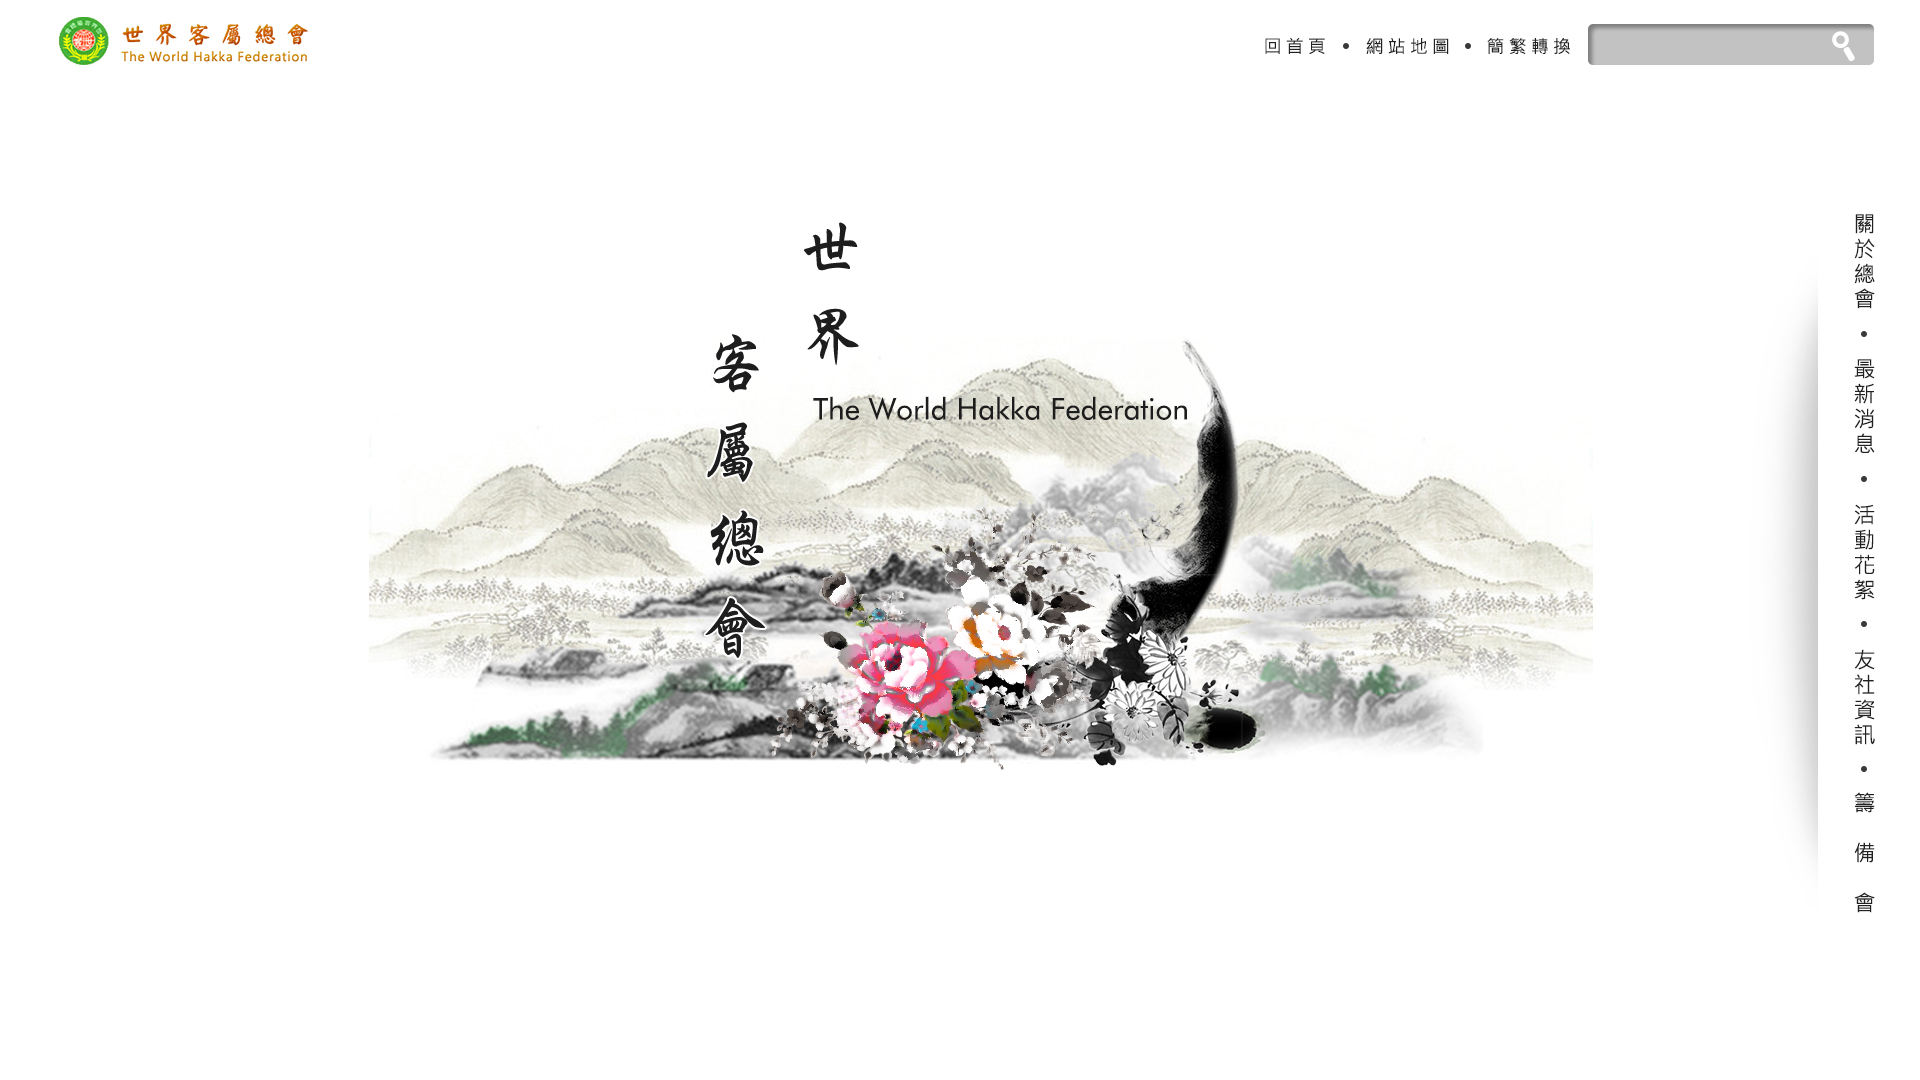 世界客屬總會
The World Hakka Federation
回首頁 • 網站地圖 • 簡繁轉換
世界
客屬總會
The World Hakka Federation
關於總會 • 最新消息 • 活動花絮 • 友社資訊 • 籌備會